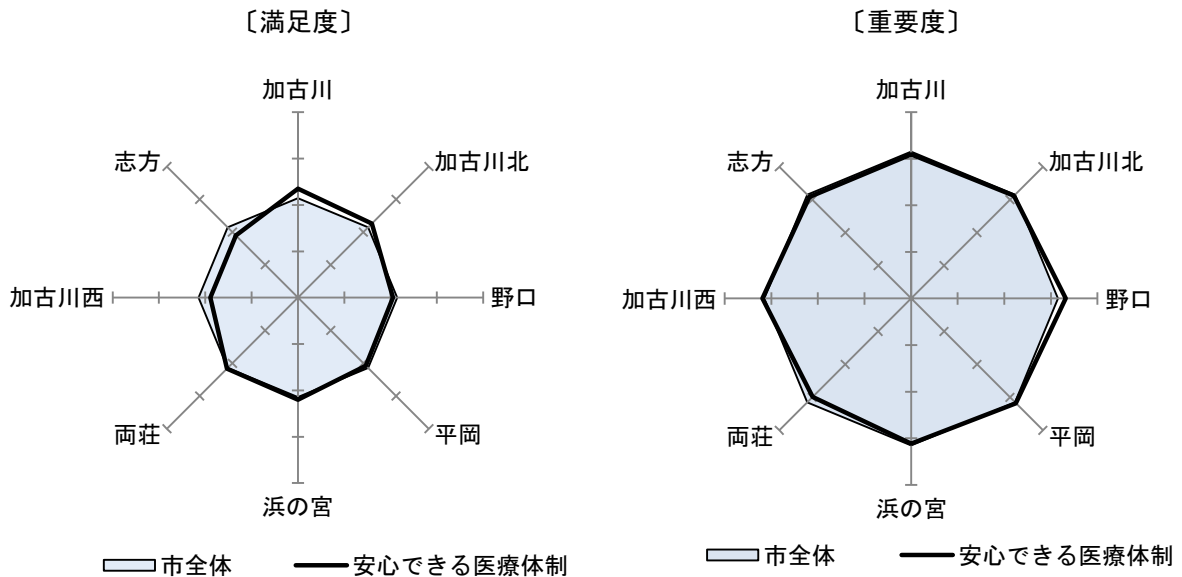 〔満足度〕
加古川
加古川北
野口
平岡
浜の宮
両荘
加古川西
志方
市全体
安心できる医療体制
〔重要度〕
加古川
加古川北
野口
平岡
浜の宮
両荘
加古川西
志方
市全体
安心できる医療体制